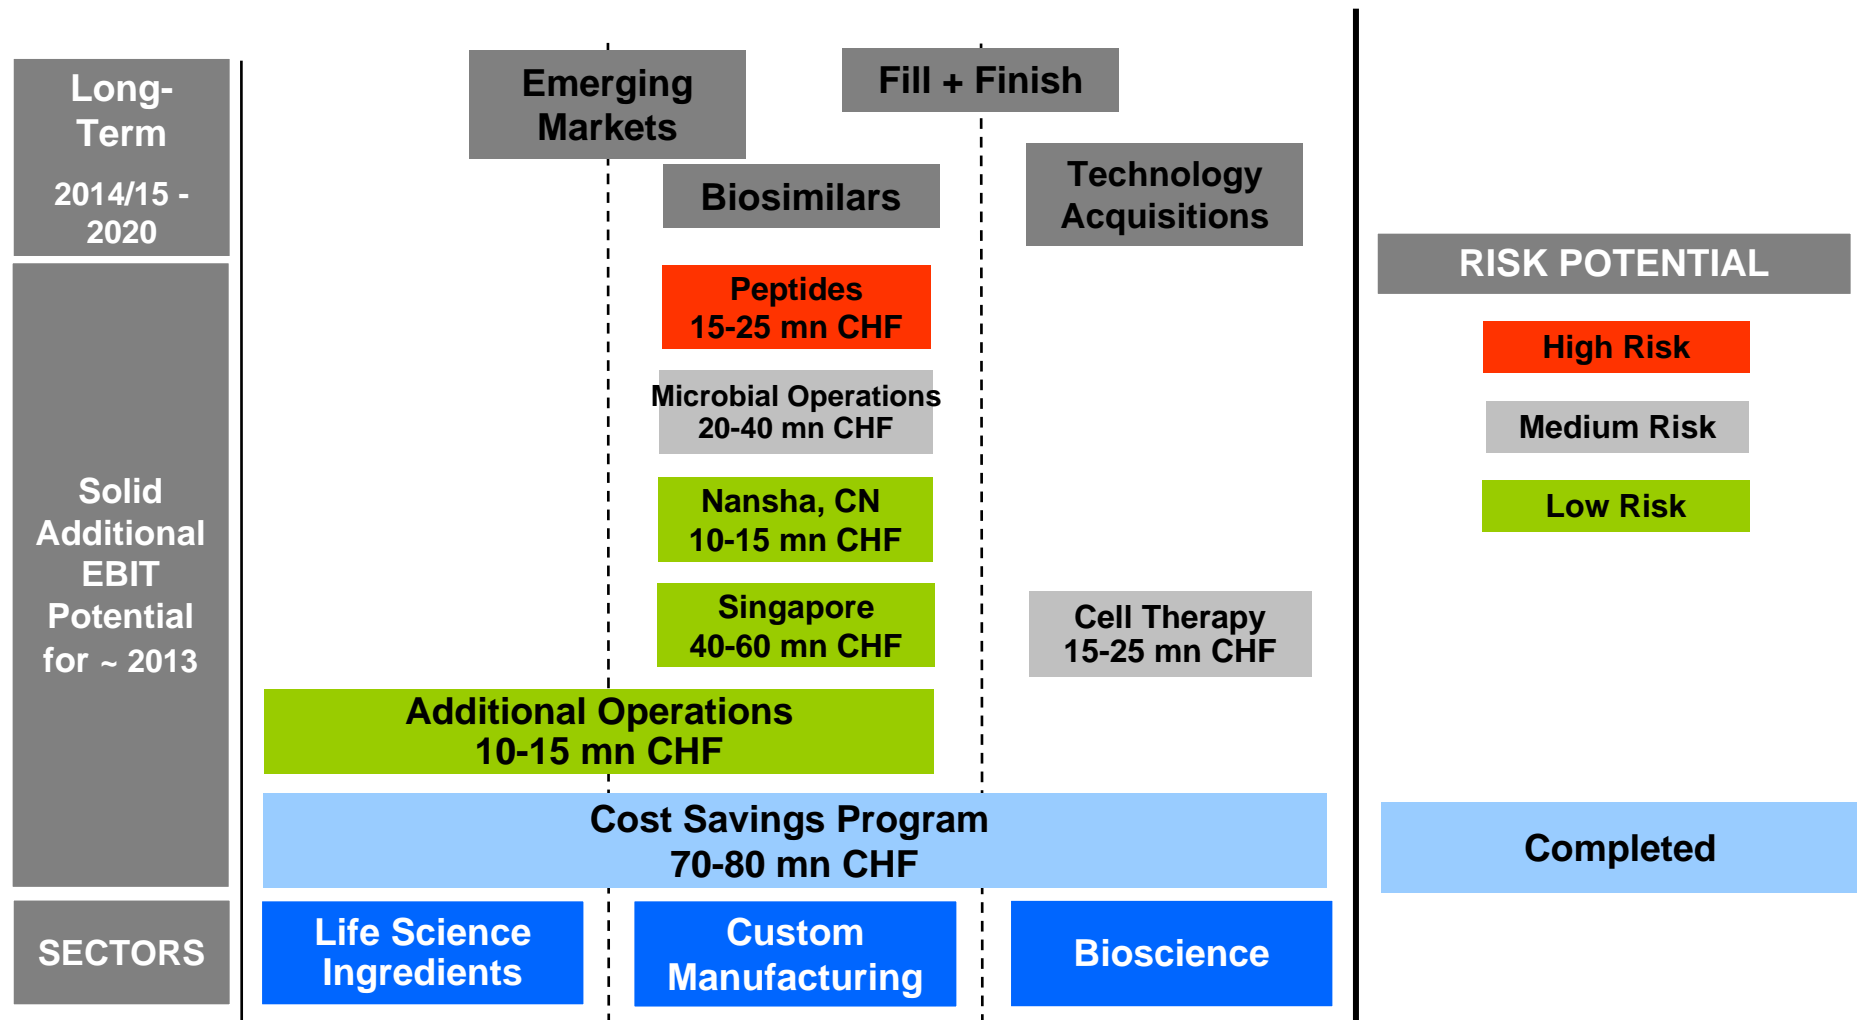 Long-
Term
2014/15 -
2020
Emerging
Markets
Fill + Finish
Biosimilars
Technology
Acquisitions
Solid
Additional
EBIT
Potential
for ~ 2013
Peptides
15-25 mn CHF
Microbial Operations
20-40 mn CHF
Nansha, CN
10-15 mn CHF
Singapore
40-60 mn CHF
Cell Therapy
15-25 mn CHF
Additional Operations
10-15 mn CHF
Cost Savings Program
70-80 mn CHF
SECTORS
Life Science
Ingredients
Custom
Manufacturing
Bioscience
RISK POTENTIAL
High Risk
Medium Risk
Low Risk
Completed